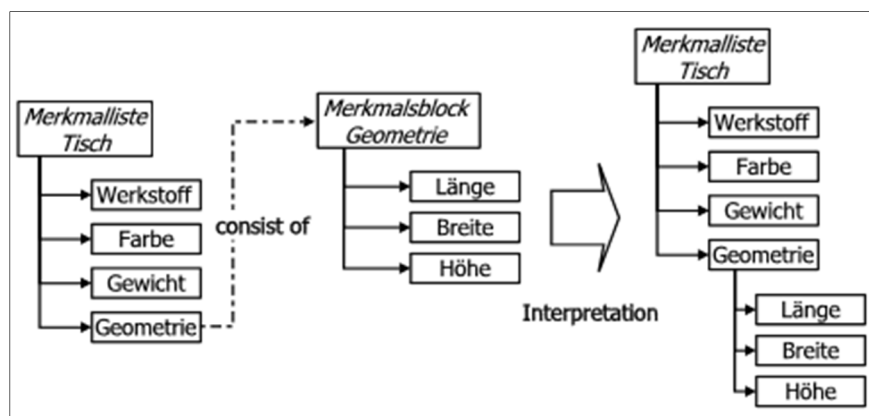 Merkmalliste
Tisch
Werkstoff
Farbe
Gewicht
Geometrie
consist of
Merkmalsblock
Geometrie
Länge
Breite
Höhe
Interpretation
Merkmalliste
Tisch
Werkstoff
Farbe
Gewicht
Geometrie
Länge
Breite
Höhe